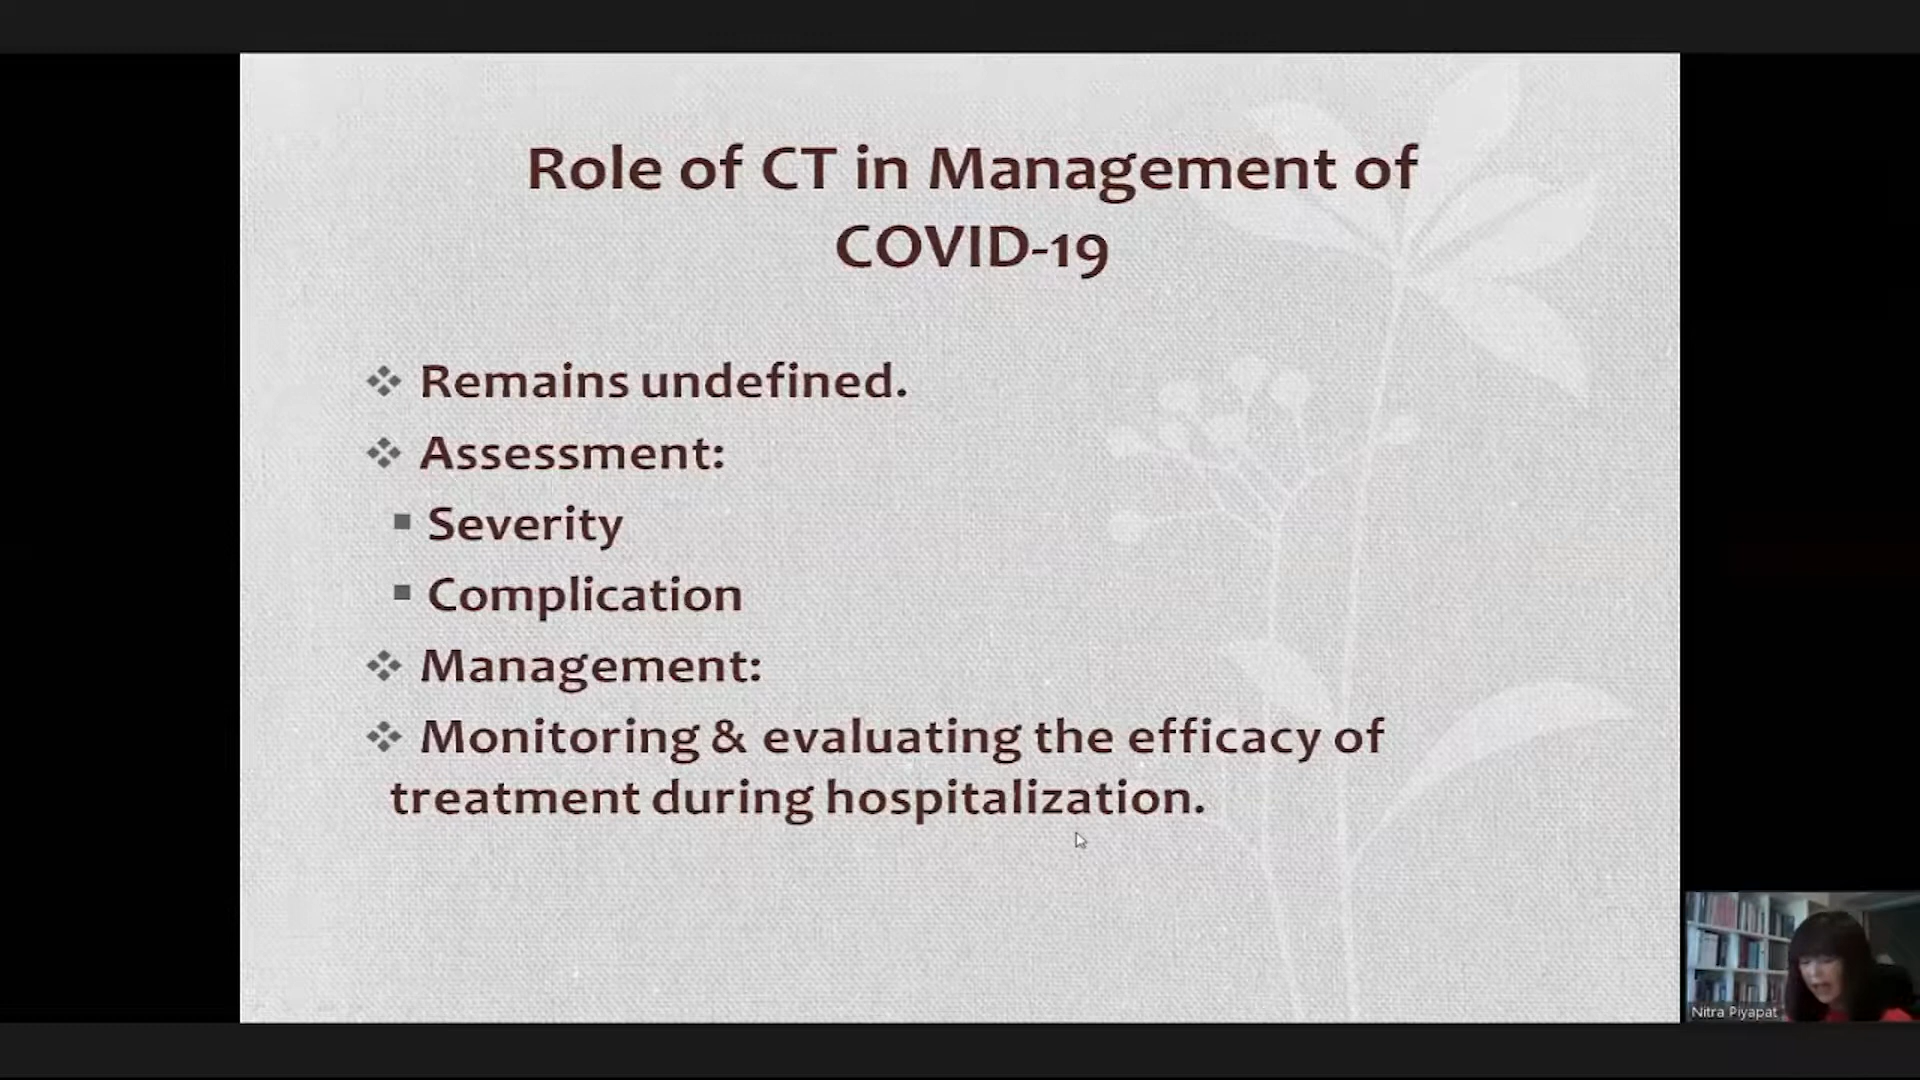 Role of CT in Management of
COVID-19
Remains undefined.
Assessment:
Severity
Complication
Management:
Monitoring & evaluating the efficacy of
treatment during hospitalization.
Nitra Piyapat